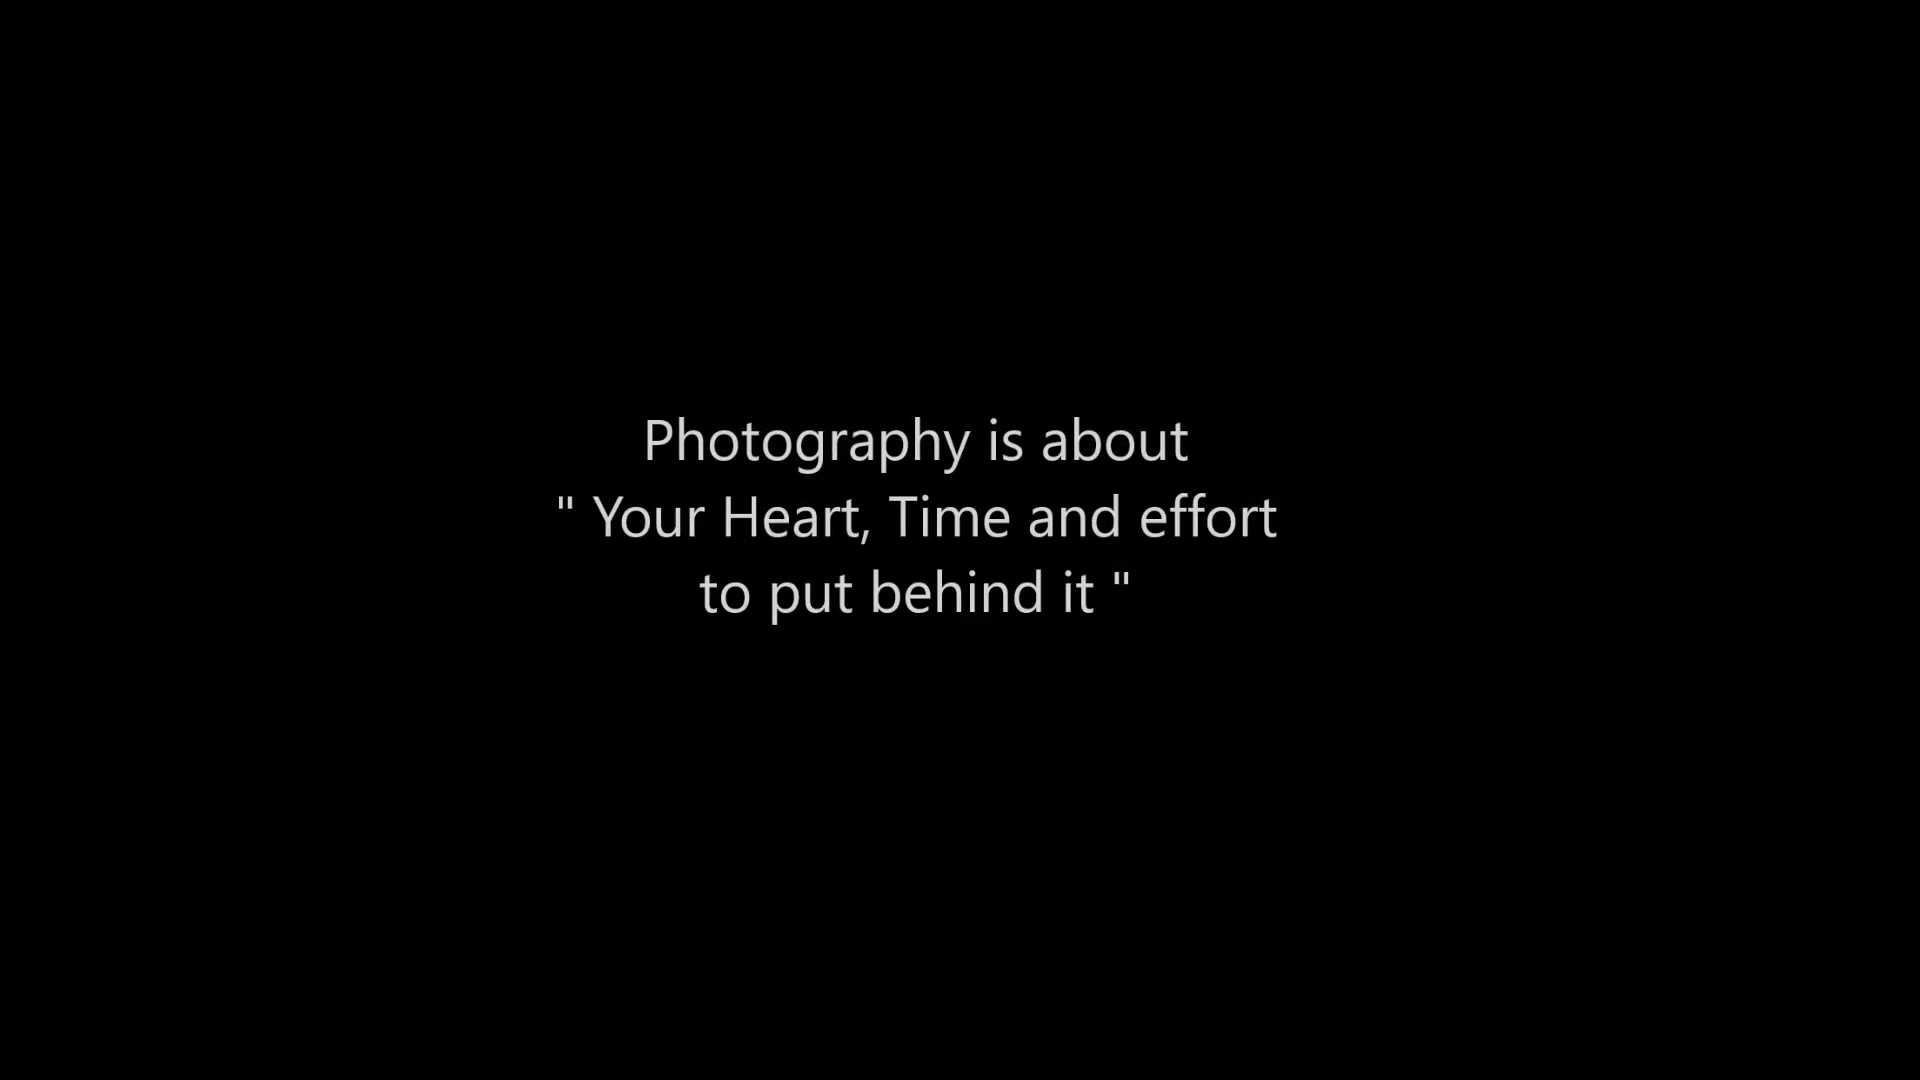 Photography is about
" Your Heart, Time and effort
to put behind it "